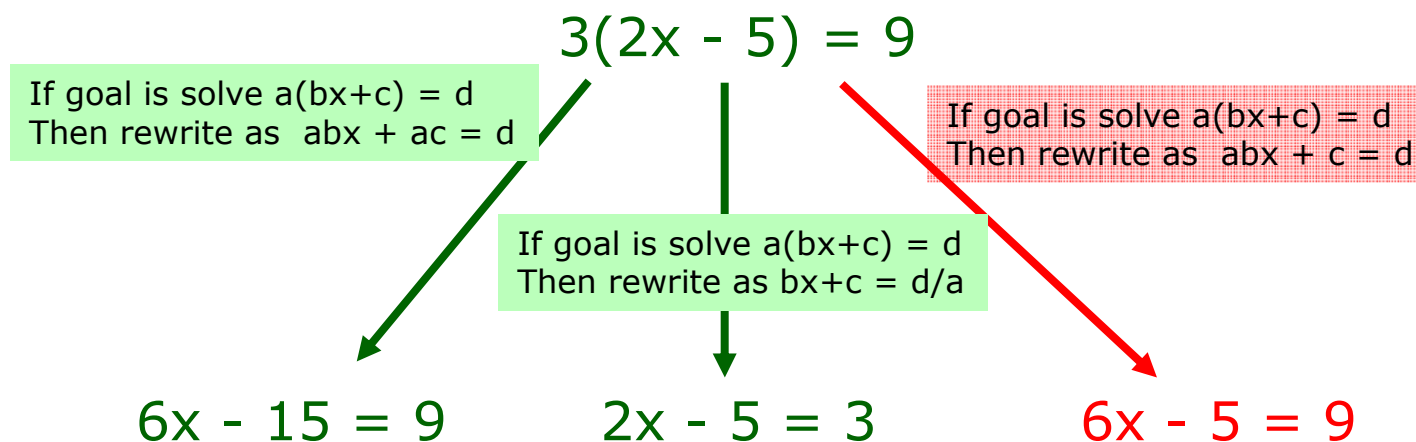 3(2x - 5) = 9
If goal is solve a(bx+c) = d
Then rewrite as abx + ac = d
If goal is solve a(bx+c) = d
Then rewrite as bx+c = d/a
If goal is solve a(bx+c) = d
Then rewrite as abx + c = d
6x - 15 = 9
2x - 5 = 3
6x - 5 = 9